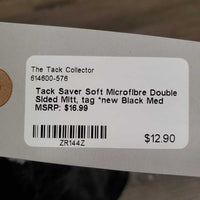 The Tack Collector
614600-576
Tack Saver Soft Microfibre Double
Sided Mitt, tag *new Black Med
MSRP: $16.99
ZR144Z
$12.90